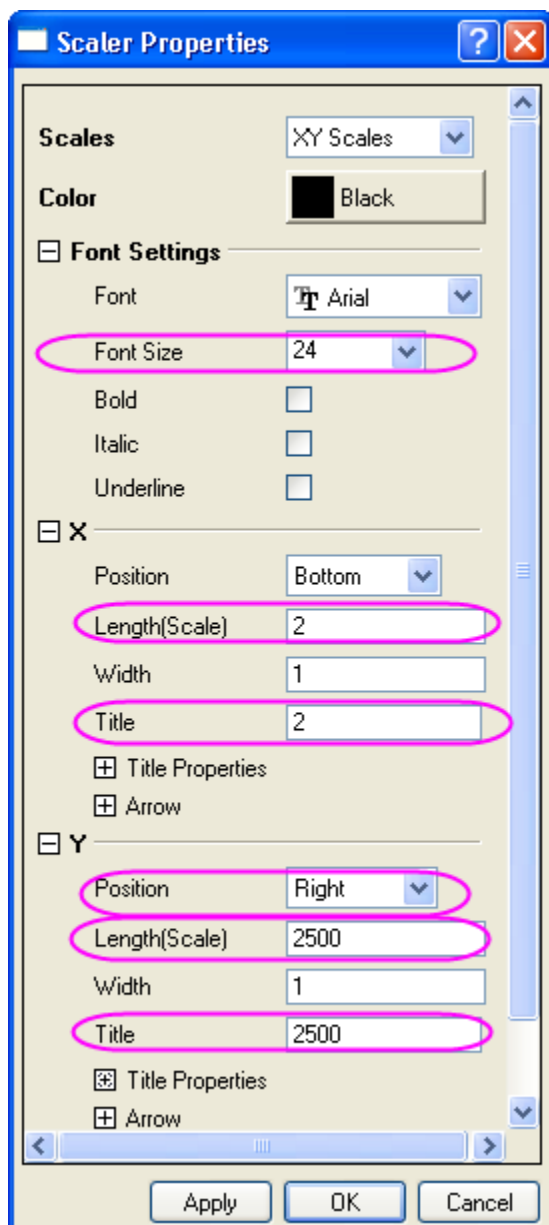 Scaler Properties
Scales XY Scales
Color Black
Font Settings
Font Arial
Font Size 24
Bold
Italic
Underline
X
Position Bottom
Length(Scale) 2
Width 1
Title 2
Title Properties
Arrow
Y
Position Right
Length(Scale) 2500
Width 1
Title 2500
Title Properties
Arrow
Apply OK Cancel